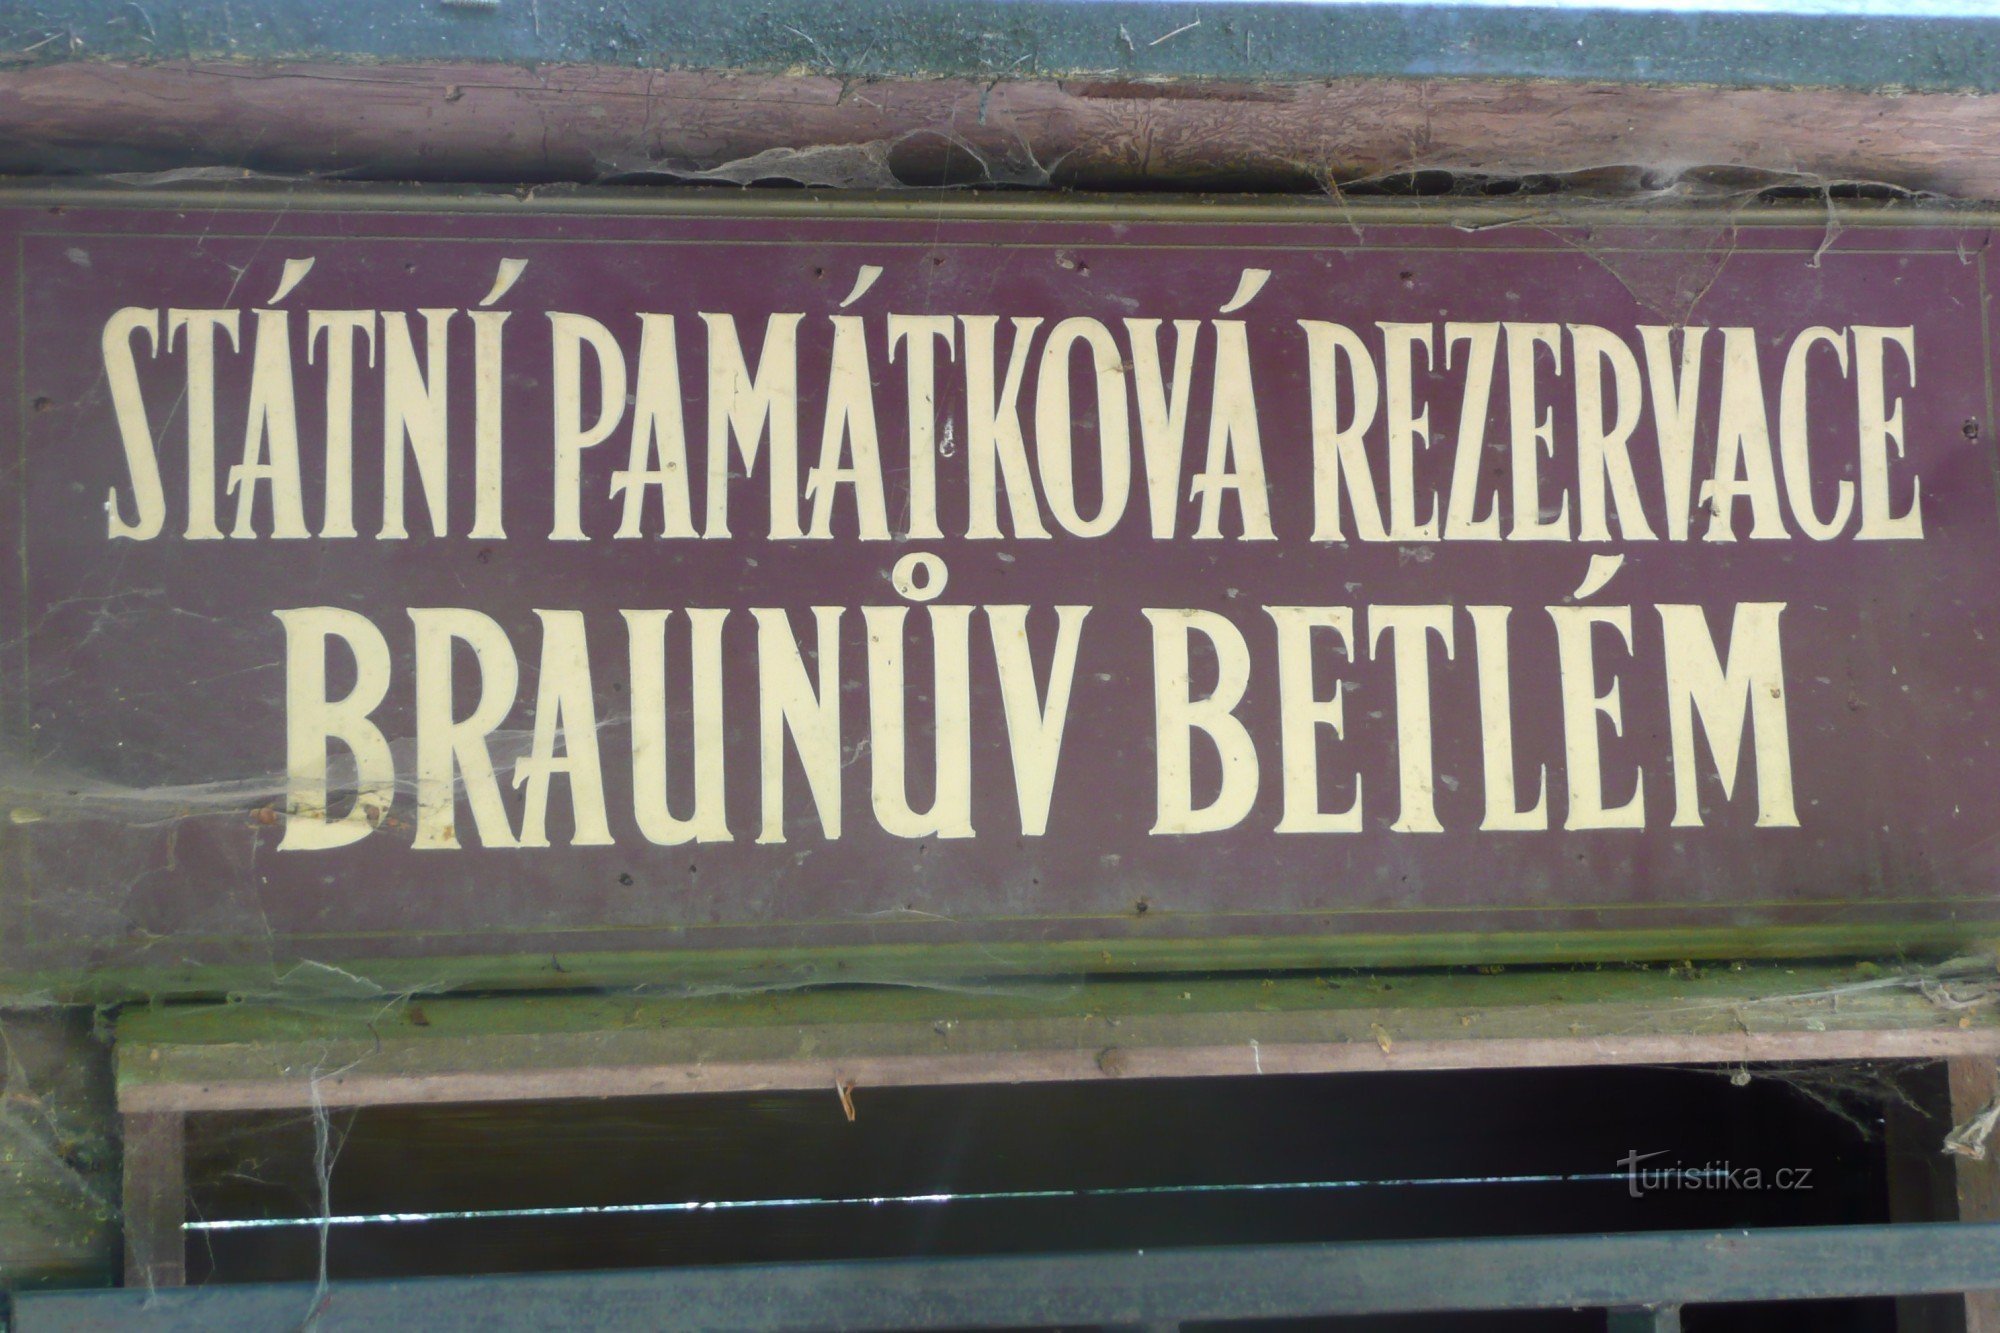 STÁTNÍ PAMÁTKOVÁ REZERVACE
BRAUNŮV BETLÉM
Turistika.cz